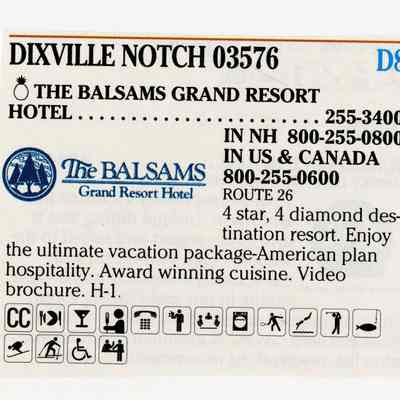 DIXVILLE NOTCH 03576 D8
THE BALSAMS GRAND RESORT
HOTEL ............................ 255-3400
IN NH 800-255-0800
IN US & CANADA
800-255-0600
The BALSAMS
Grand Resort Hotel
ROUTE 26
4 star, 4 diamond des-
tination resort. Enjoy
the ultimate vacation package-American plan
hospitality. Award winning cuisine. Video
brochure. H-1.
CC